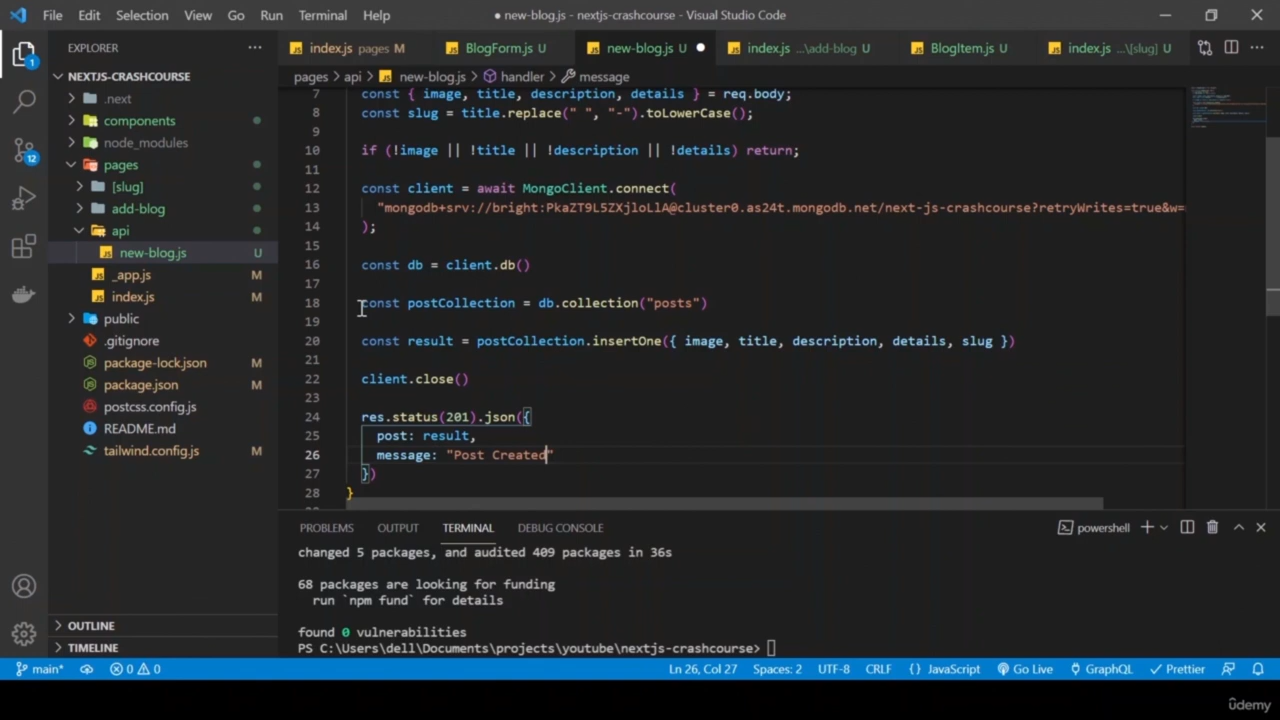 File Edit Selection View Go Run Terminal Help
new-blog.js - nextjs-crashcourse - Visual Studio Code
EXPLORER
index.js pages M
BlogForm.js U
new-blog.js U
index.js ...\add-blog U
BlogItem.js U
index.js ...\[slug] U
NEXTJS-CRASHCOURSE
.next
components
node_modules
pages
[slug]
add-blog
api
new-blog.js U
_app.js M
index.js M
public
.gitignore
package-lock.json M
package.json M
postcss.config.js
README.md
tailwind.config.js M
OUTLINE
TIMELINE
1
12
pages > api > new-blog.js > handler > message
7 const { image, title, description, details } = req.body;
8 const slug = title.replace(" ", "-").toLowerCase();
9
10 if (!image || !title || !description || !details) return;
11
12 const client = await MongoClient.connect(
13 "mongodb+srv://bright:PkaZT9L5ZXjloLlA@cluster0.as24t.mongodb.net/next-js-crashcourse?retryWrites=true&w=
14 );
15
16 const db = client.db()
17
18 const postCollection = db.collection("posts")
19
20 const result = postCollection.insertOne({ image, title, description, details, slug })
21
22 client.close()
23
24 res.status(201).json({
25 post: result,
26 message: "Post Created"
27 })
28 }
PROBLEMS OUTPUT TERMINAL DEBUG CONSOLE
powershell
changed 5 packages, and audited 409 packages in 36s
68 packages are looking for funding
run `npm fund` for details
found 0 vulnerabilities
PS C:\Users\dell\Documents\projects\youtube\nextjs-crashcourse>
main* 0 0 Ln 26, Col 27 Spaces: 2 UTF-8 CRLF {} JavaScript Go Live GraphQL Prettier
ûdemy